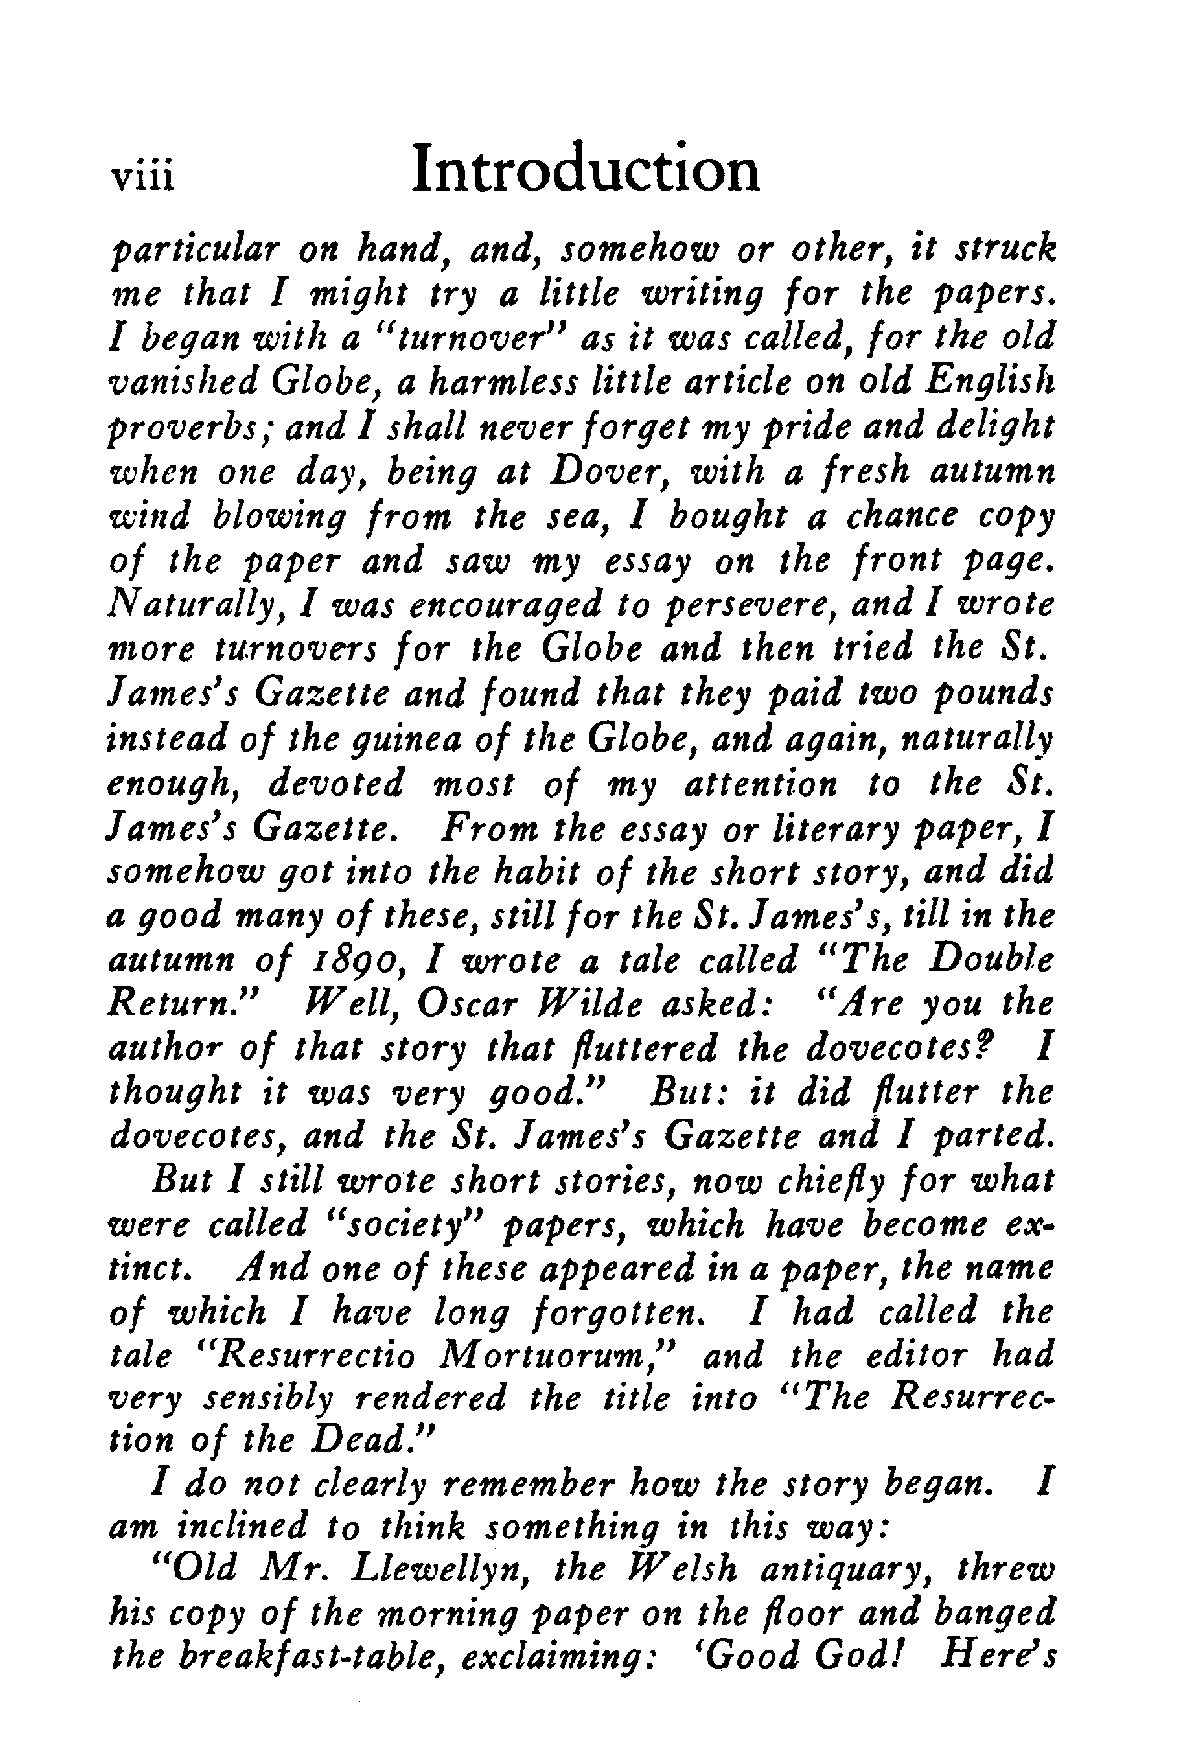 viii Introduction
particular on hand, and, somehow or other, it struck
me that I might try a little writing for the papers.
I began with a "turnover" as it was called, for the old
vanished Globe, a harmless little article on old English
proverbs; and I shall never forget my pride and delight
when one day, being at Dover, with a fresh autumn
wind blowing from the sea, I bought a chance copy
of the paper and saw my essay on the front page.
Naturally, I was encouraged to persevere, and I wrote
more turnovers for the Globe and then tried the St.
James's Gazette and found that they paid two pounds
instead of the guinea of the Globe, and again, naturally
enough, devoted most of my attention to the St.
James's Gazette. From the essay or literary paper, I
somehow got into the habit of the short story, and did
a good many of these, still for the St. James's, till in the
autumn of 1890, I wrote a tale called "The Double
Return." Well, Oscar Wilde asked: "Are you the
author of that story that fluttered the dovecotes? I
thought it was very good." But: it did flutter the
dovecotes, and the St. James's Gazette and I parted.
But I still wrote short stories, now chiefly for what
were called "society" papers, which have become ex-
tinct. And one of these appeared in a paper, the name
of which I have long forgotten. I had called the
tale "Resurrectio Mortuorum," and the editor had
very sensibly rendered the title into "The Resurrec-
tion of the Dead."
I do not clearly remember how the story began. I
am inclined to think something in this way:
"Old Mr. Llewellyn, the Welsh antiquary, threw
his copy of the morning paper on the floor and banged
the breakfast-table, exclaiming: 'Good God! Here's